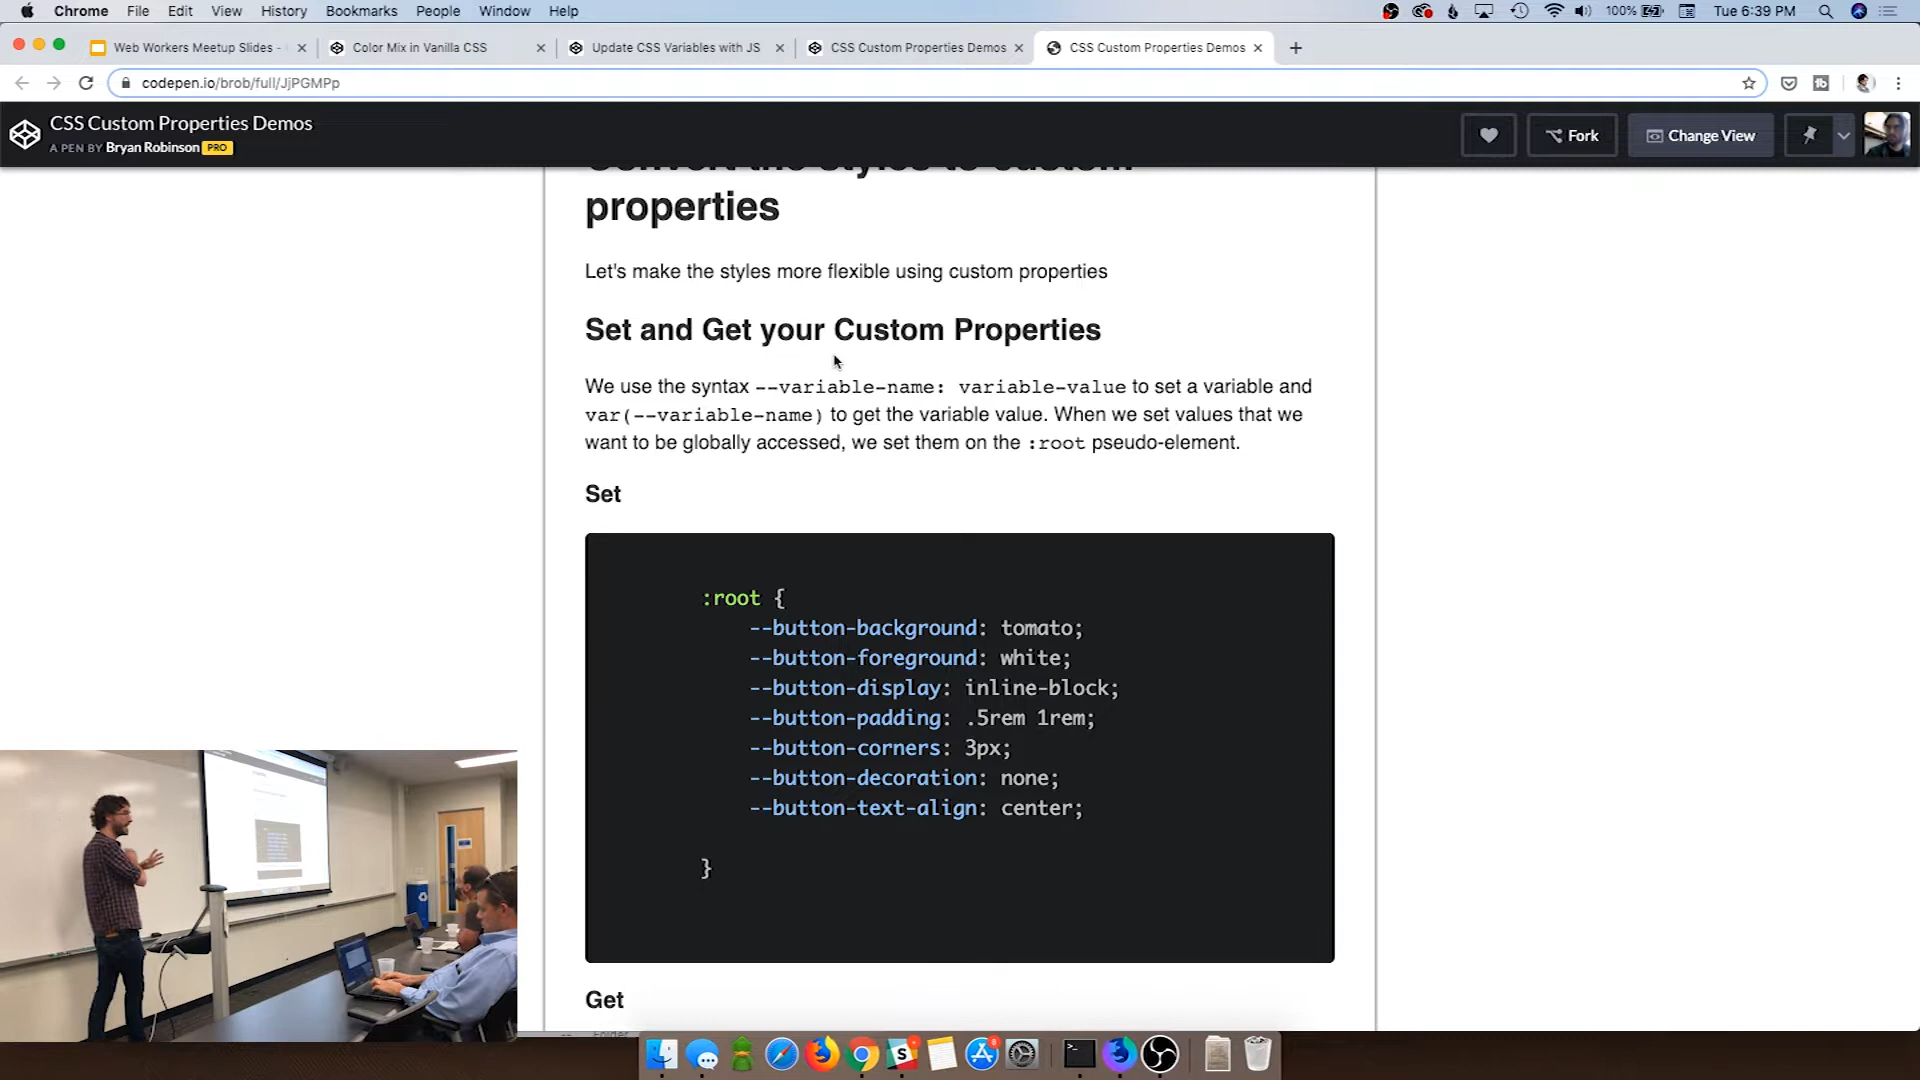 Chrome File Edit View History Bookmarks People Window Help 100% Tue 6:39 PM
Web Workers Meetup Slides - Color Mix in Vanilla CSS Update CSS Variables with JS CSS Custom Properties Demos CSS Custom Properties Demos
codepen.io/brob/full/JjPGMPp
CSS Custom Properties Demos
A PEN BY Bryan Robinson PRO
Fork Change View
Convert the styles to custom
properties
Let's make the styles more flexible using custom properties
Set and Get your Custom Properties
We use the syntax --variable-name: variable-value to set a variable and
var(--variable-name) to get the variable value. When we set values that we
want to be globally accessed, we set them on the :root pseudo-element.
Set
:root {
--button-background: tomato;
--button-foreground: white;
--button-display: inline-block;
--button-padding: .5rem 1rem;
--button-corners: 3px;
--button-decoration: none;
--button-text-align: center;
}
Get